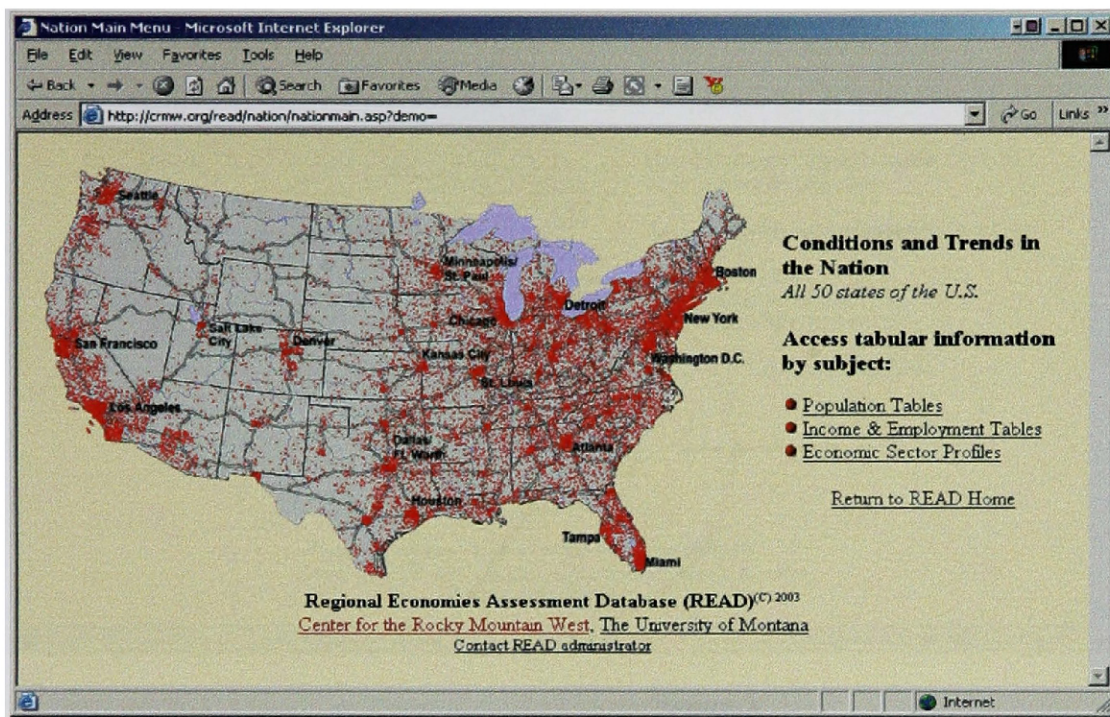 Nation Main Menu - Microsoft Internet Explorer
File Edit View Favorites Tools Help
Back Search Favorites Media
Address http://crmw.org/read/nation/nationmain.asp?demo= Go Links »
Seattle
Minneapolis/
St. Paul
Boston
Detroit
Chicago
New York
Salt Lake
City
Denver
San Francisco
Kansas City
Washington D.C.
St. Louis
Los Angeles
Dallas/
Ft. Worth
Atlanta
Houston
Tampa
Miami
Conditions and Trends in
the Nation
All 50 states of the U.S.
Access tabular information
by subject:
Population Tables
Income & Employment Tables
Economic Sector Profiles
Return to READ Home
Regional Economies Assessment Database (READ)(C) 2003
Center for the Rocky Mountain West, The University of Montana
Contact READ administrator
Internet